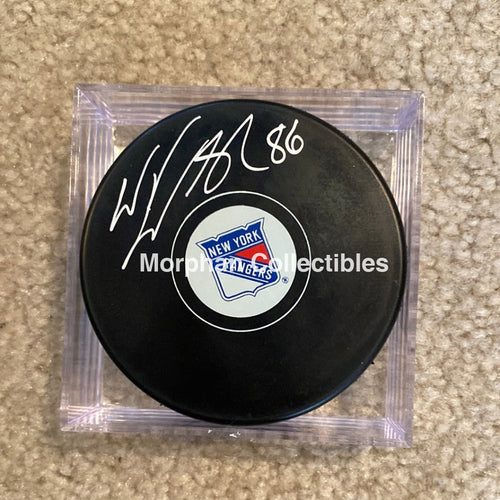 86
NEW YORK
RANGERS
®
Morphan Collectibles